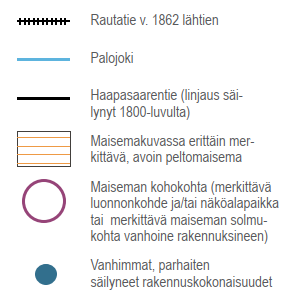 Rautatie v. 1862 lähtien
Palojoki
Haapasaarentie (linjaus säi-
lynyt 1800-luvulta)
Maisemakuvassa erittäin mer-
kittävä, avoin peltomaisema
Maiseman kohokohta (merkittävä
luonnonkohde ja/tai näköalapaikka
tai merkittävä maiseman solmu-
kohta vanhoine rakennuksineen)
Vanhimmat, parhaiten
säilyneet rakennuskokonaisuudet